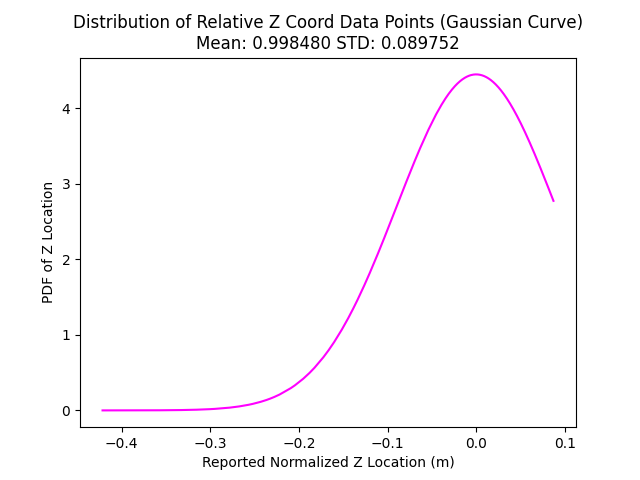 Distribution of Relative Z Coord Data Points (Gaussian Curve)
Mean: 0.998480 STD: 0.089752
4
3
2
1
0
PDF of Z Location
−0.4 −0.3 −0.2 −0.1 0.0 0.1
Reported Normalized Z Location (m)